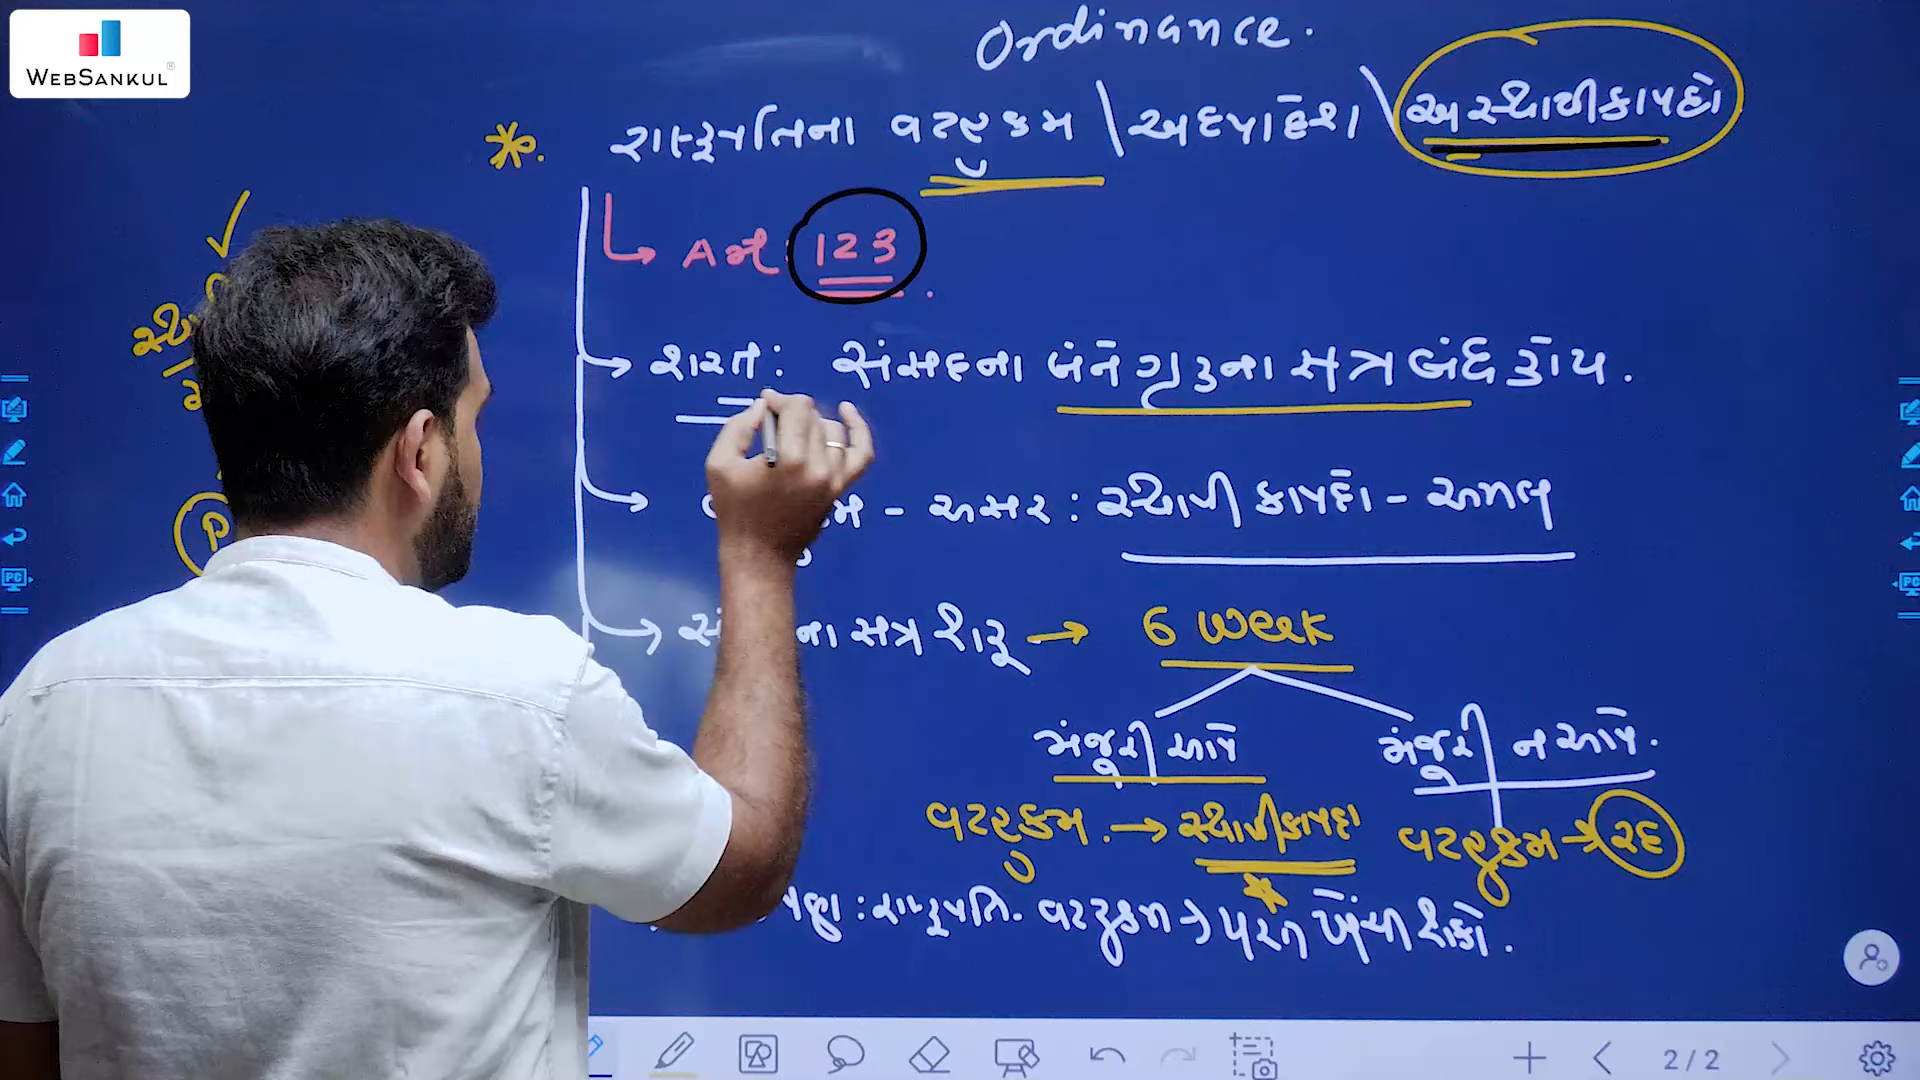 WEBSANKUL®
Ordinance.
* રાષ્ટ્રપતિના વટહુકમ \ અધ્યાદેશ \ અસ્થાયી કાયદો
Art: 123.
શરત: સંસદના બંને ગૃહના સત્ર બંધ હોય.
મ - અસર: સ્થાયી કાયદો - અમલ
ના સત્ર શરૂ → 6 week
મંજૂરી આપે
મંજૂરી ન આપે.
વટહુકમ. → સ્થાયી કાયદો
વટહુકમ → રદ
: રાષ્ટ્રપતિ. વટહુકમ → પરત ખેંચી શકે.
P
2/2